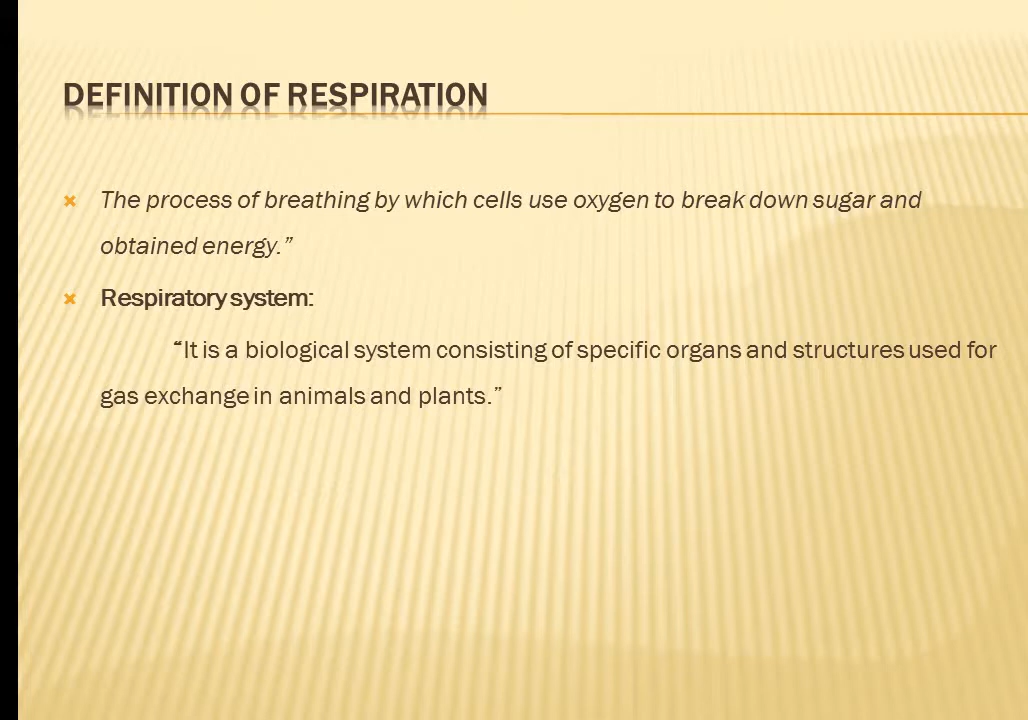 DEFINITION OF RESPIRATION
The process of breathing by which cells use oxygen to break down sugar and
obtained energy.”
Respiratory system:
“It is a biological system consisting of specific organs and structures used for
gas exchange in animals and plants.”